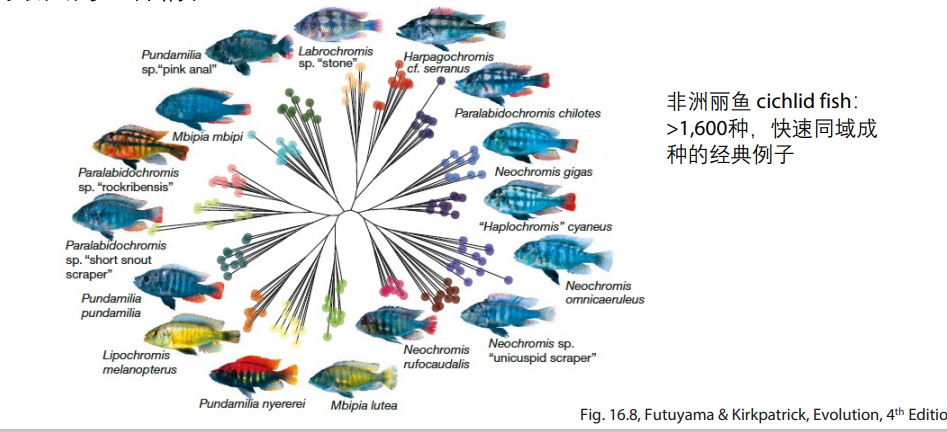 Labrochromis
sp. “stone”
Harpagochromis
cf. serranus
Pundamilia
sp.“pink anal”
Paralabidochromis chilotes
Mbipia mbipi
Neochromis gigas
Paralabidochromis
sp. “rockribensis”
“Haplochromis” cyaneus
Paralabidochromis
sp. “short snout
scraper”
Neochromis
omnicaeruleus
Pundamilia
pundamilia
Neochromis sp.
“unicuspid scraper”
Lipochromis
melanopterus
Neochromis
rufocaudalis
Pundamilia nyererei
Mbipia lutea
非洲丽鱼 cichlid fish：
>1,600种，快速同域成
种的经典例子
Fig. 16.8, Futuyama & Kirkpatrick, Evolution, 4th Editio